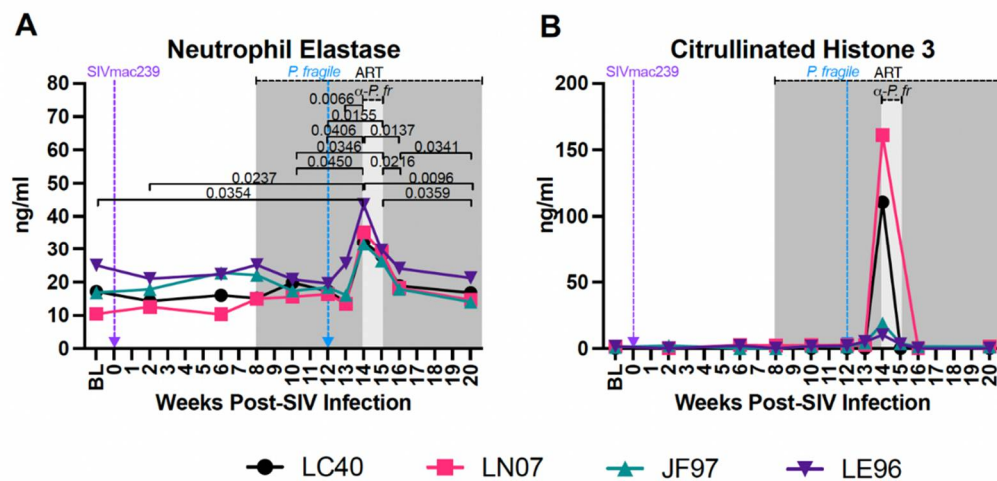 A
Neutrophil Elastase
SIVmac239
P. fragile
ART
α-P. fr
0.0066
0.0155
0.0406 0.0137
0.0346 0.0341
0.0450 0.0216
0.0237 0.0096
0.0354 0.0359
ng/ml
80
70
60
50
40
30
20
10
0
BL 0 1 2 3 4 5 6 7 8 9 10 11 12 13 14 15 16 17 18 19 20
Weeks Post-SIV Infection
B
Citrullinated Histone 3
SIVmac239
P. fragile
ART
α-P. fr
ng/ml
200
150
100
50
0
BL 0 1 2 3 4 5 6 7 8 9 10 11 12 13 14 15 16 17 18 19 20
Weeks Post-SIV Infection
LC40 LN07 JF97 LE96